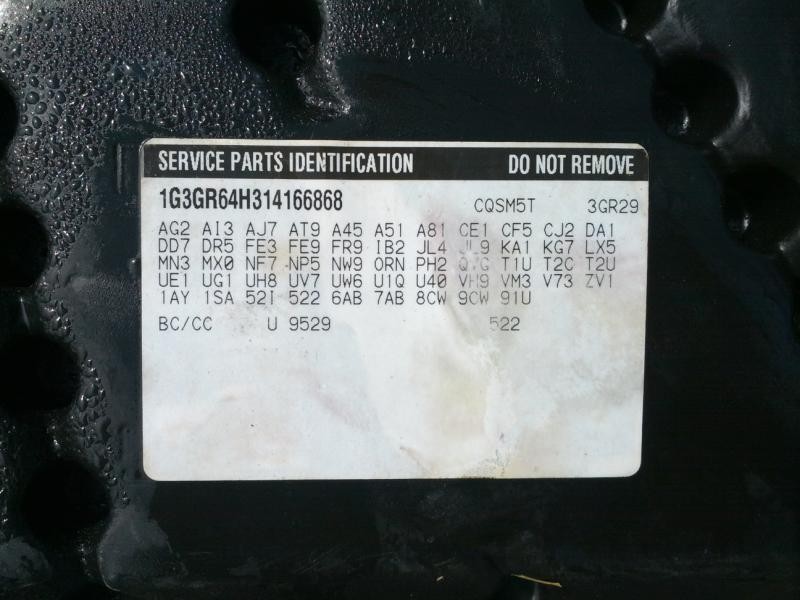 SERVICE PARTS IDENTIFICATION DO NOT REMOVE
1G3GR64H314166868 CQSM5T 3GR29
AG2 AI3 AJ7 AT9 A45 A51 A81 CE1 CF5 CJ2 DA1
DD7 DR5 FE3 FE9 FR9 IB2 JL4 JL9 KA1 KG7 LX5
MN3 MX0 NF7 NP5 NW9 ORN PH2 T1U T2C T2U
UE1 UG1 UH8 UV7 UW6 U1Q U40 VH9 VM3 V73 ZV1
1AY 1SA 52I 522 6AB 7AB 8CW 9CW 91U
BC/CC U 9529 522